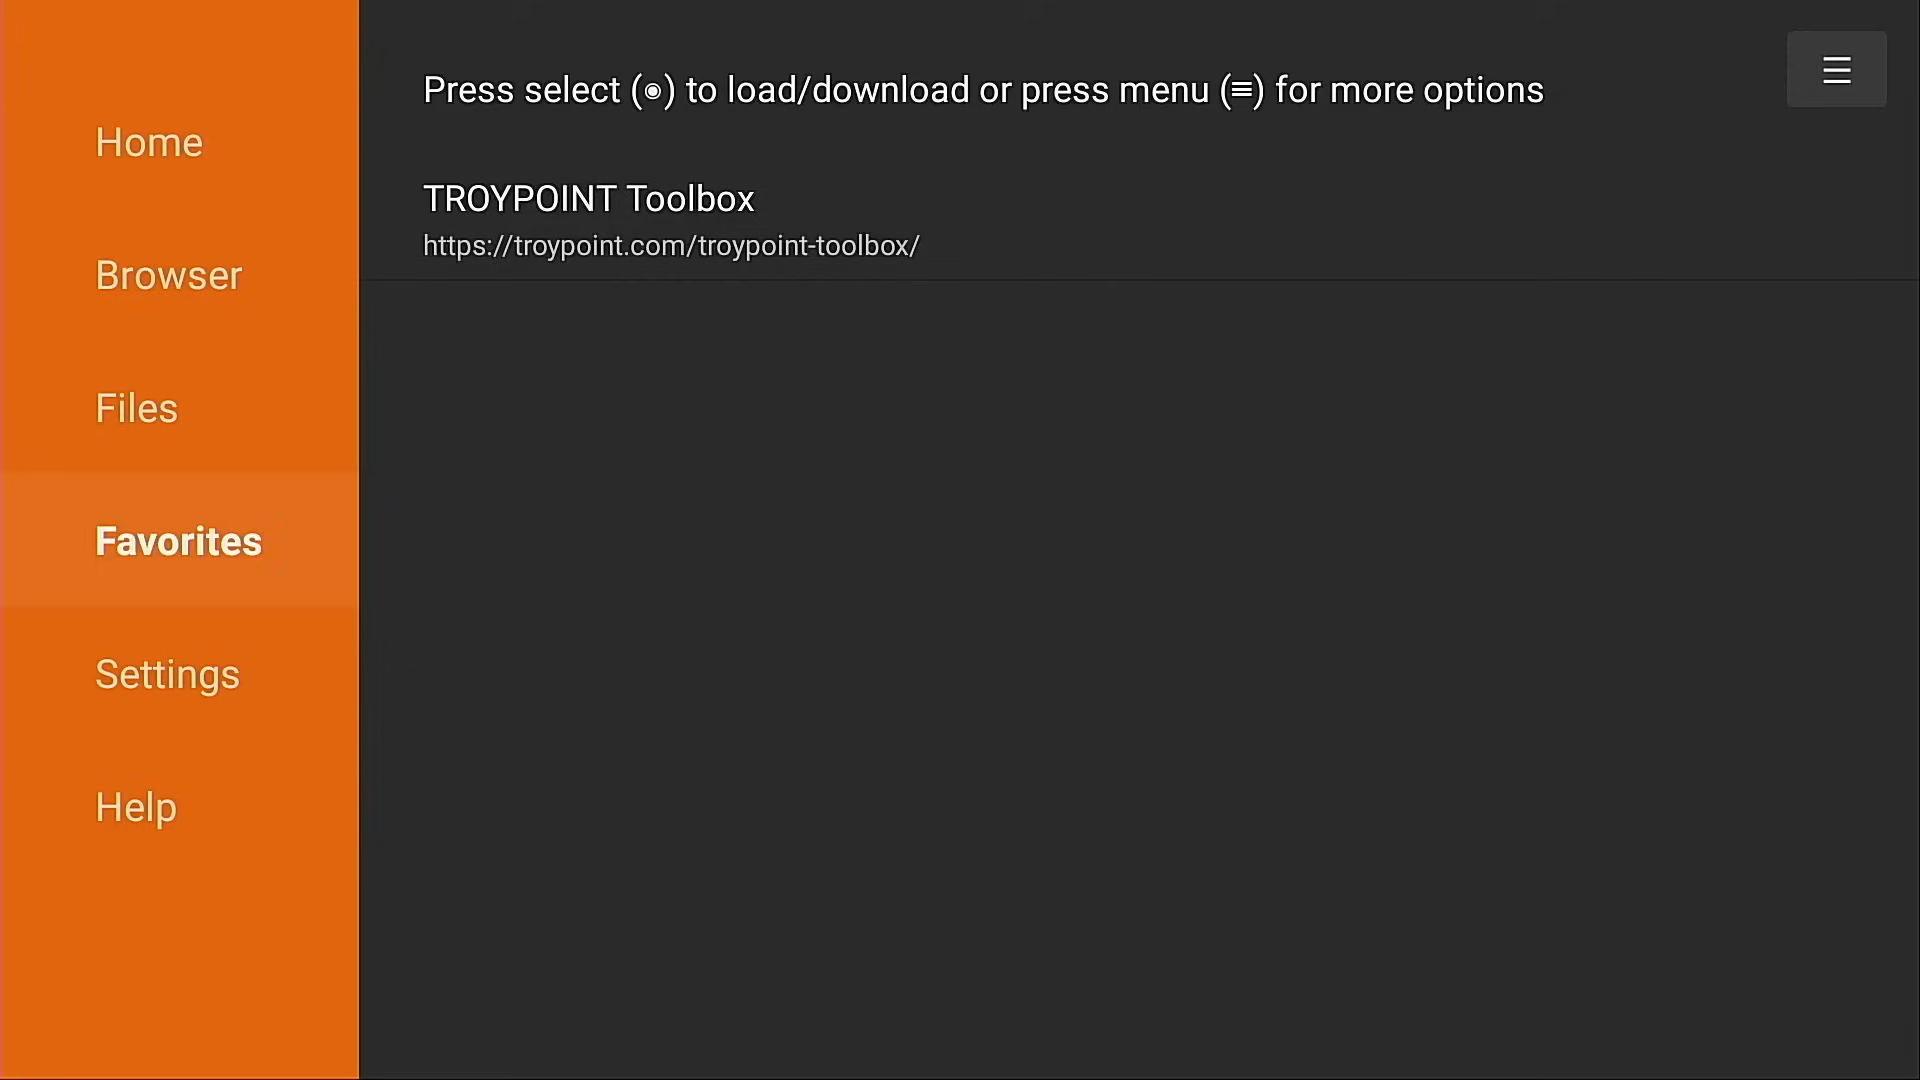 Home
Browser
Files
Favorites
Settings
Help
Press select (◉) to load/download or press menu (≡) for more options
TROYPOINT Toolbox
https://troypoint.com/troypoint-toolbox/